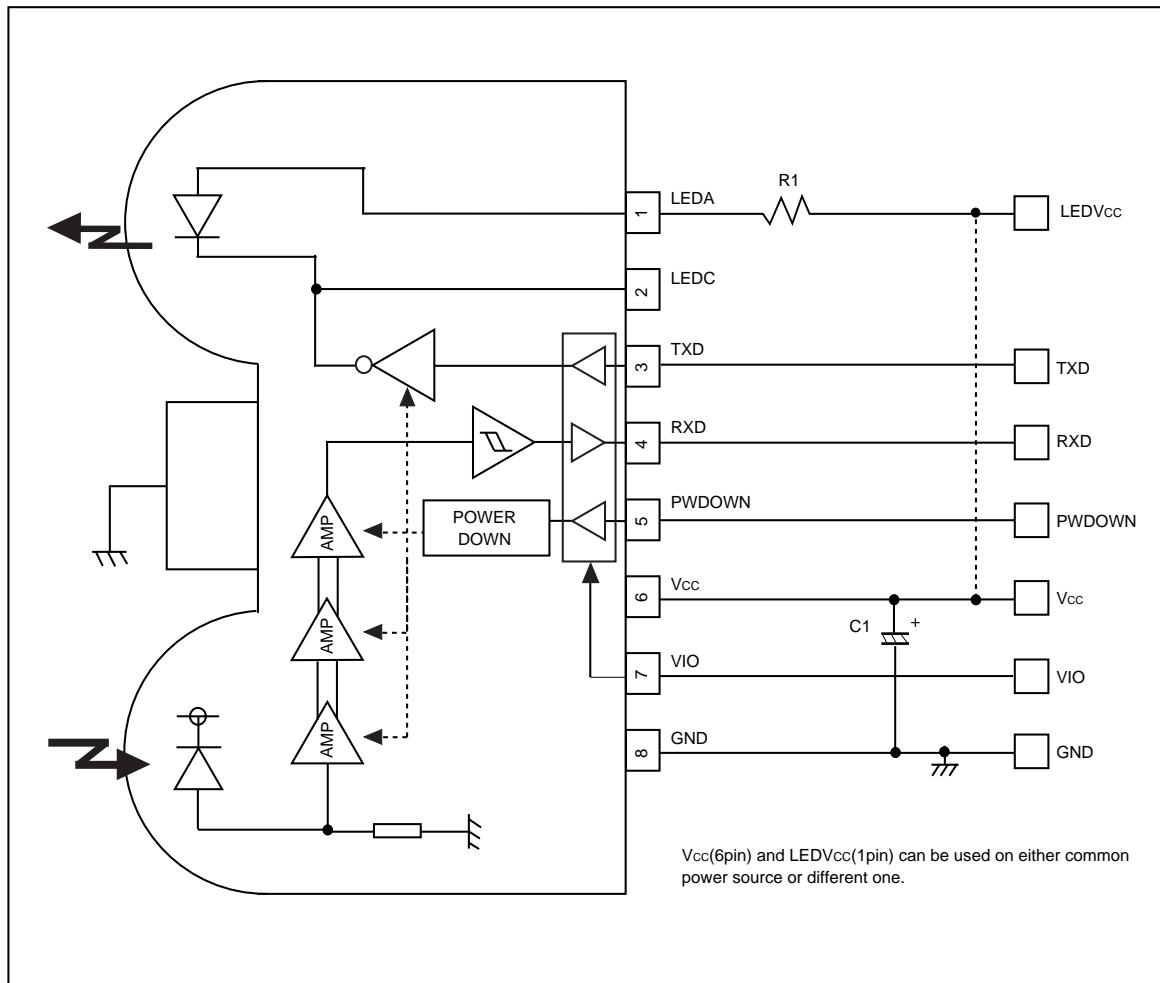 R1
1
LEDA
LEDVCC
2
LEDC
3
TXD
TXD
4
RXD
RXD
AMP
POWER
DOWN
5
PWDOWN
PWDOWN
AMP
6
VCC
VCC
C1
+
7
VIO
VIO
AMP
8
GND
GND
VCC(6pin) and LEDVCC(1pin) can be used on either common
power source or different one.